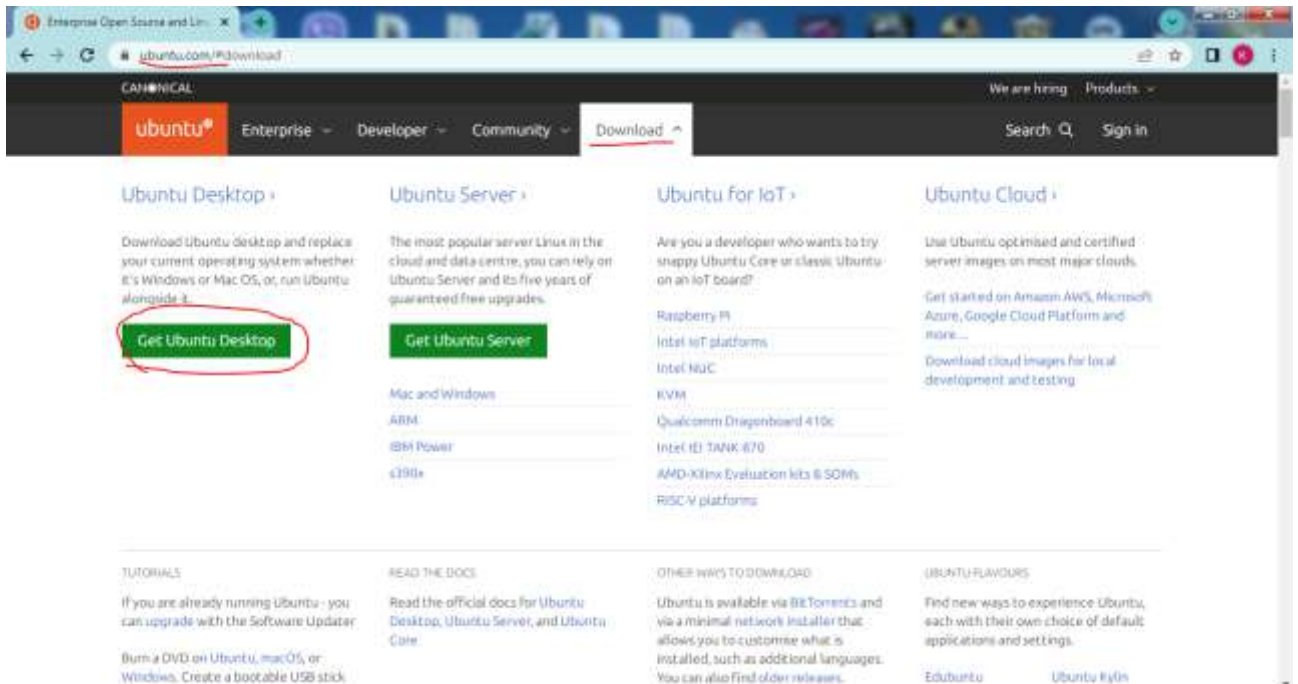 Enterprise Open Source and Lin
ubuntu.com/#download
CANONICAL
We are hiring Products
ubuntu®
Enterprise
Developer
Community
Download
Search
Sign in
Ubuntu Desktop ›
Download Ubuntu desktop and replace
your current operating system whether
it's Windows or Mac OS, or, run Ubuntu
alongside it.
Get Ubuntu Desktop
Ubuntu Server ›
The most popular server Linux in the
cloud and data centre, you can rely on
Ubuntu Server and its five years of
guaranteed free upgrades.
Get Ubuntu Server
Mac and Windows
ARM
IBM Power
s390x
Ubuntu for IoT ›
Are you a developer who wants to try
snappy Ubuntu Core or classic Ubuntu
on an IoT board?
Raspberry Pi
Intel IoT platforms
Intel NUC
KVM
Qualcomm Dragonboard 410c
Intel IEI TANK 870
AMD-Xilinx Evaluation kits & SOMs
RISC-V platforms
Ubuntu Cloud ›
Use Ubuntu optimised and certified
server images on most major clouds.
Get started on Amazon AWS, Microsoft
Azure, Google Cloud Platform and
more...
Download cloud images for local
development and testing
TUTORIALS
If you are already running Ubuntu - you
can upgrade with the Software Updater
Burn a DVD on Ubuntu, macOS, or
Windows. Create a bootable USB stick
READ THE DOCS
Read the official docs for Ubuntu
Desktop, Ubuntu Server, and Ubuntu
Core
OTHER WAYS TO DOWNLOAD
Ubuntu is available via BitTorrents and
via a minimal network installer that
allows you to customise what is
installed, such as additional languages.
You can also find older releases.
UBUNTU FLAVOURS
Find new ways to experience Ubuntu,
each with their own choice of default
applications and settings.
Edubuntu
Ubuntu Kylin